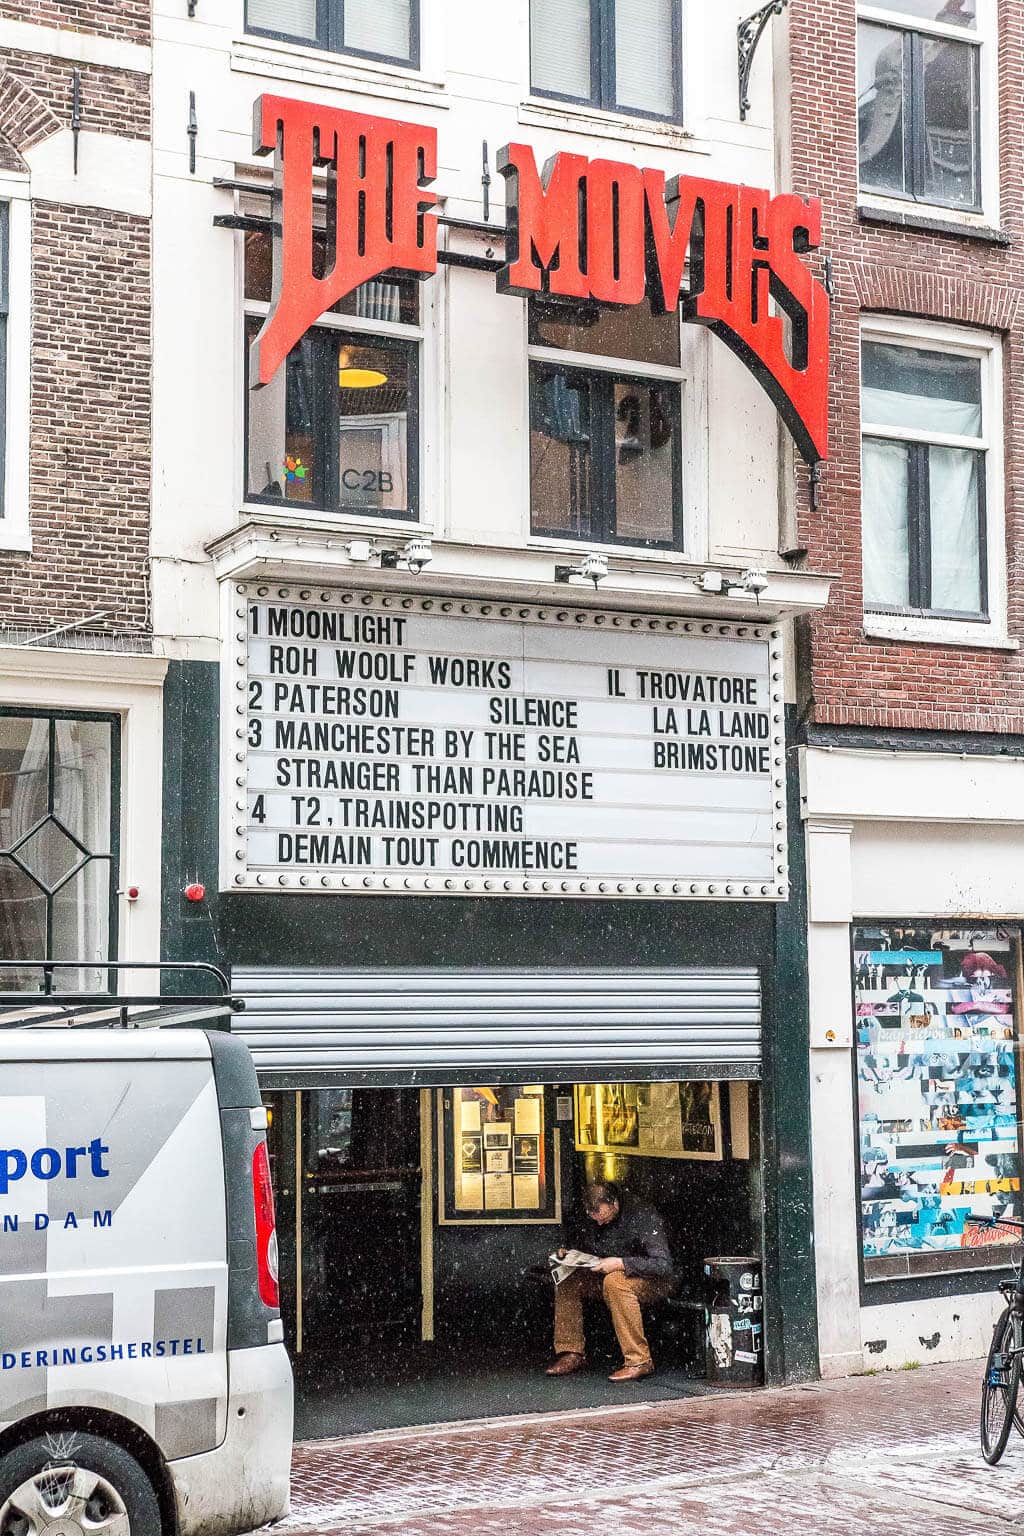 THE MOVIES
C2B
1 MOONLIGHT
ROH WOOLF WORKS IL TROVATORE
2 PATERSON SILENCE LA LA LAND
3 MANCHESTER BY THE SEA BRIMSTONE
STRANGER THAN PARADISE
4 T2, TRAINSPOTTING
DEMAIN TOUT COMMENCE
port
NDAM
DERINGSHERSTEL